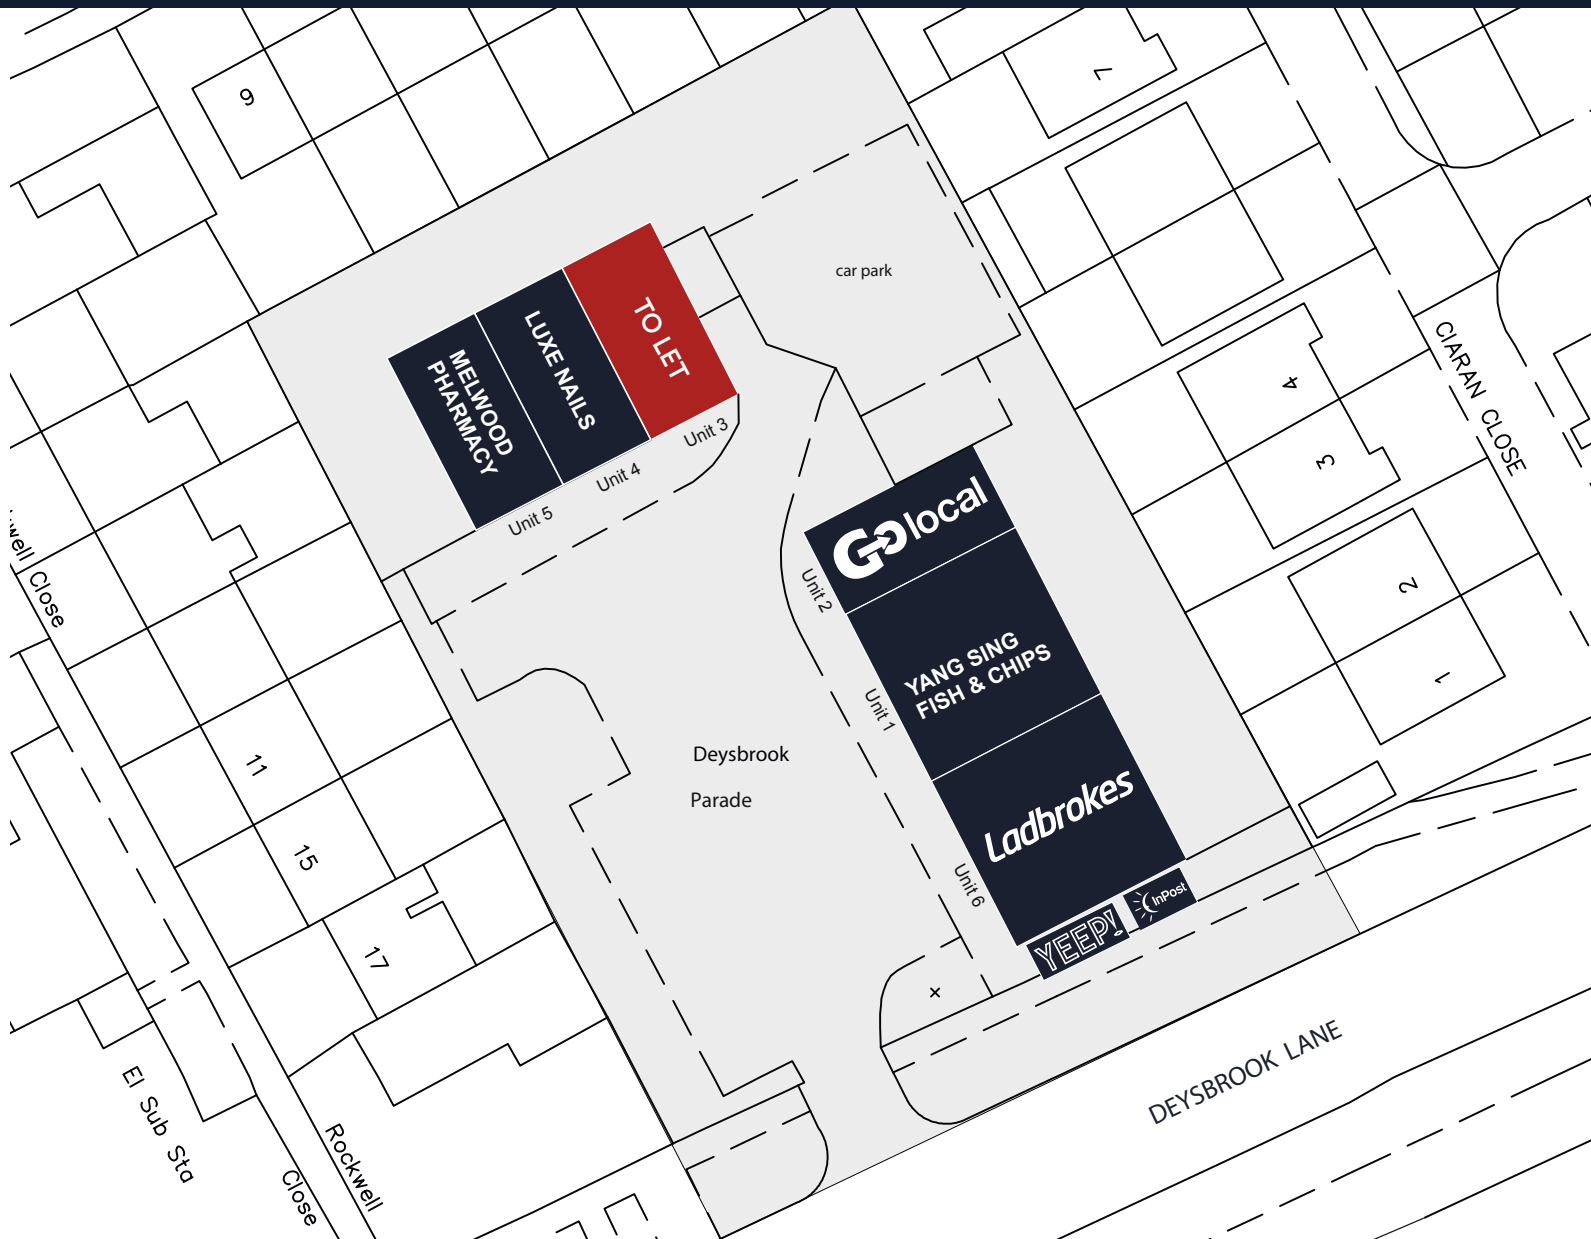 9
7
car park
TO LET
LUXE NAILS
MELWOOD
PHARMACY
Unit 3
Unit 4
Unit 5
CIARAN CLOSE
4
3
2
1
GO local
Unit 2
YANG SING
FISH & CHIPS
Unit 1
Ladbrokes
Unit 6
YEEP!
InPost
Deysbrook
Parade
Close
11
15
17
El Sub Sta
Rockwell
Close
DEYSBROOK LANE